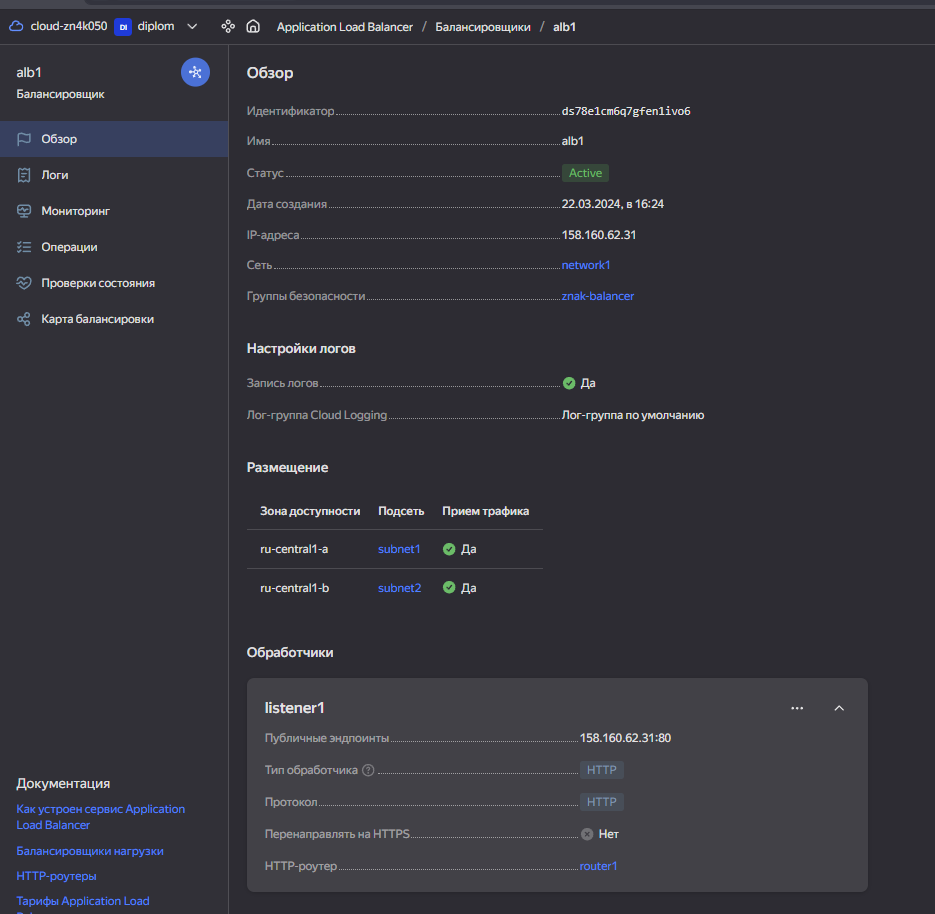 cloud-zn4k050 DI diplom Application Load Balancer / Балансировщики / alb1
alb1
Балансировщик
Обзор
Логи
Мониторинг
Операции
Проверки состояния
Карта балансировки
Документация
Как устроен сервис Application
Load Balancer
Балансировщики нагрузки
HTTP-роутеры
Тарифы Application Load
Обзор
Идентификатор ds78e1cm6q7gfen1ivo6
Имя alb1
Статус Active
Дата создания 22.03.2024, в 16:24
IP-адреса 158.160.62.31
Сеть network1
Группы безопасности znak-balancer
Настройки логов
Запись логов Да
Лог-группа Cloud Logging Лог-группа по умолчанию
Размещение
Зона доступности Подсеть Прием трафика
ru-central1-a subnet1 Да
ru-central1-b subnet2 Да
Обработчики
listener1
Публичные эндпоинты 158.160.62.31:80
Тип обработчика HTTP
Протокол HTTP
Перенаправлять на HTTPS Нет
HTTP-роутер router1